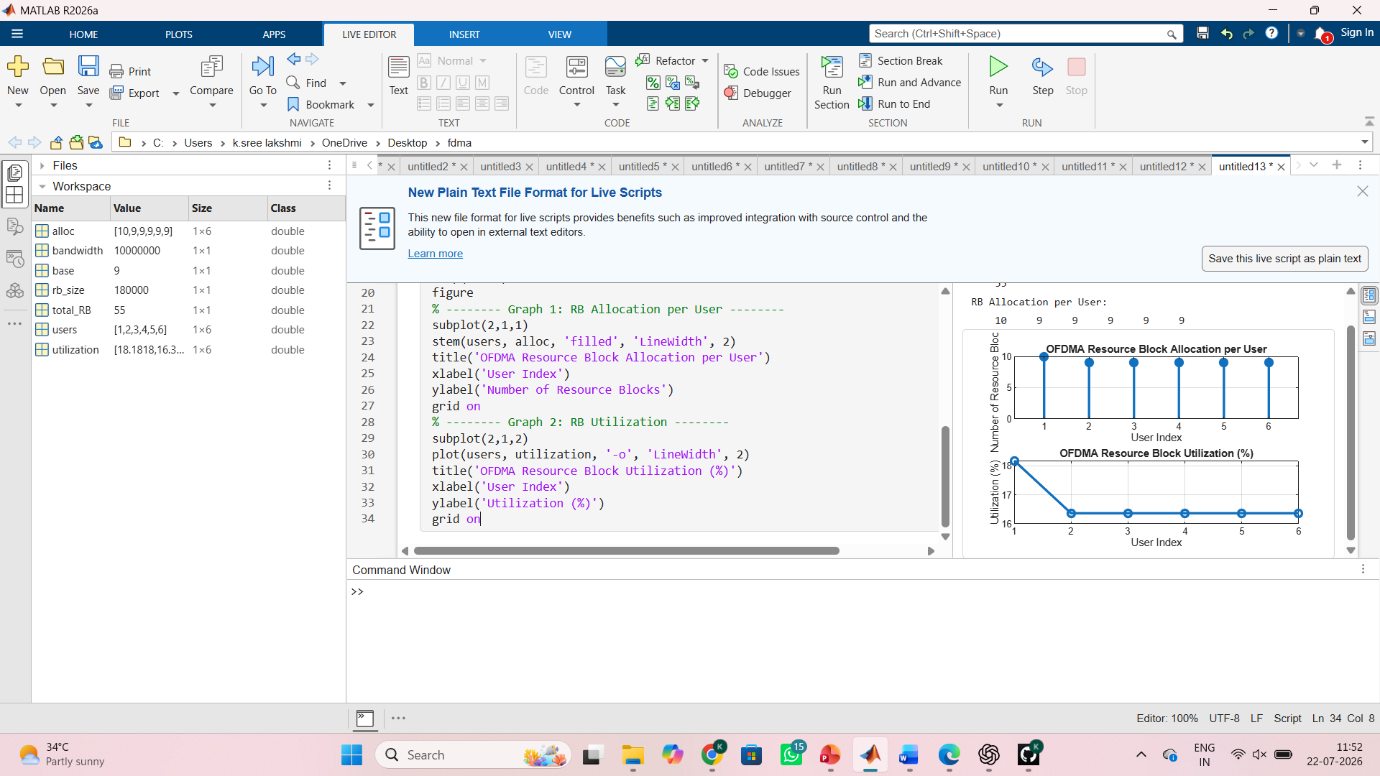 MATLAB R2026a
HOME PLOTS APPS LIVE EDITOR INSERT VIEW Search (Ctrl+Shift+Space) 1 Sign In
New Open Save Print Export Compare
FILE
Go To Find Bookmark
NAVIGATE
Text Aa Normal B I U M
TEXT
Code Control Task Refactor
CODE
Code Issues
Debugger
ANALYZE
Run Section Section Break
Run and Advance
Run to End
SECTION
Run Step Stop
RUN
C: › Users › k.sree lakshmi › OneDrive › Desktop › fdma
Files
Workspace
Name Value Size Class
alloc [10,9,9,9,9,9] 1×6 double
bandwidth 10000000 1×1 double
base 9 1×1 double
rb_size 180000 1×1 double
total_RB 55 1×1 double
users [1,2,3,4,5,6] 1×6 double
utilization [18.1818,16.3... 1×6 double
* untitled2 * untitled3 untitled4 * untitled5 * untitled6 * untitled7 * untitled8 * untitled9 * untitled10 * untitled11 * untitled12 * untitled13 *
New Plain Text File Format for Live Scripts
This new file format for live scripts provides benefits such as improved integration with source control and the
ability to open in external text editors.
Learn more
Save this live script as plain text
20 figure
21 % -------- Graph 1: RB Allocation per User --------
22 subplot(2,1,1)
23 stem(users, alloc, 'filled', 'LineWidth', 2)
24 title('OFDMA Resource Block Allocation per User')
25 xlabel('User Index')
26 ylabel('Number of Resource Blocks')
27 grid on
28 % -------- Graph 2: RB Utilization --------
29 subplot(2,1,2)
30 plot(users, utilization, '-o', 'LineWidth', 2)
31 title('OFDMA Resource Block Utilization (%)')
32 xlabel('User Index')
33 ylabel('Utilization (%)')
34 grid on
55
RB Allocation per User:
10 9 9 9 9 9
OFDMA Resource Block Allocation per User
Number of Resource Bloc
10
5
0
1 2 3 4 5 6
User Index
OFDMA Resource Block Utilization (%)
Utilization (%)
18
17
16
1 2 3 4 5 6
User Index
Command Window
>>
Editor: 100% UTF-8 LF Script Ln 34 Col 8
34°C
Partly sunny
Search
K
15
K
ENG
IN
11:52
22-07-2026